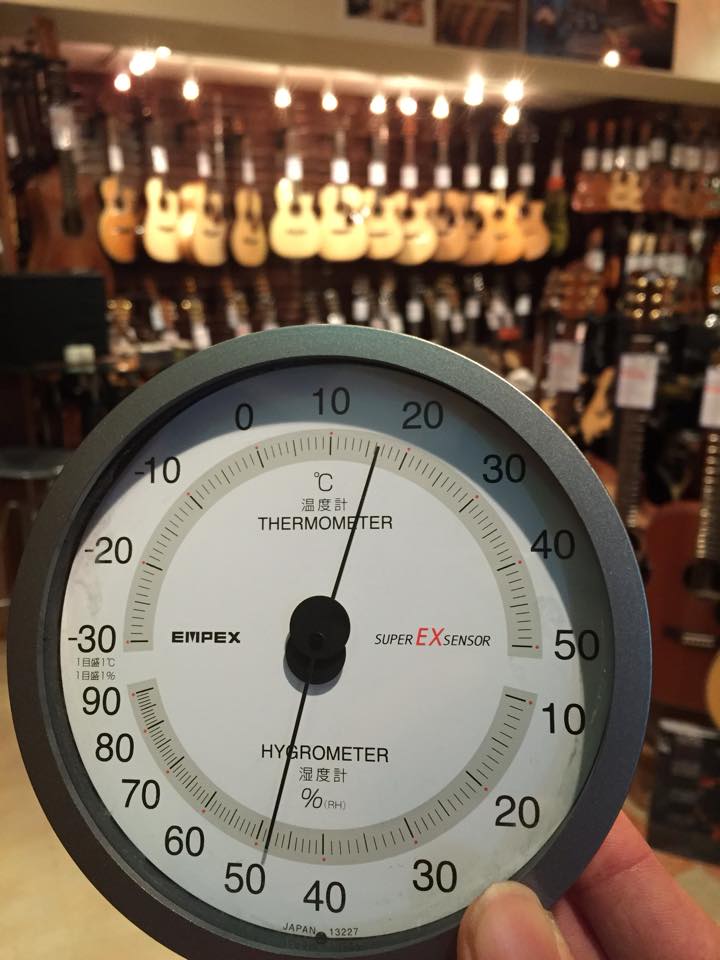 0 10 20
-10 30
℃
温度計
THERMOMETER
-20 40
-30 EMPEX SUPER EX SENSOR 50
1目盛1℃
1目盛1%
90 10
HYGROMETER
80
湿度計
70 %(RH) 20
60
50 40 30
JAPAN 13227